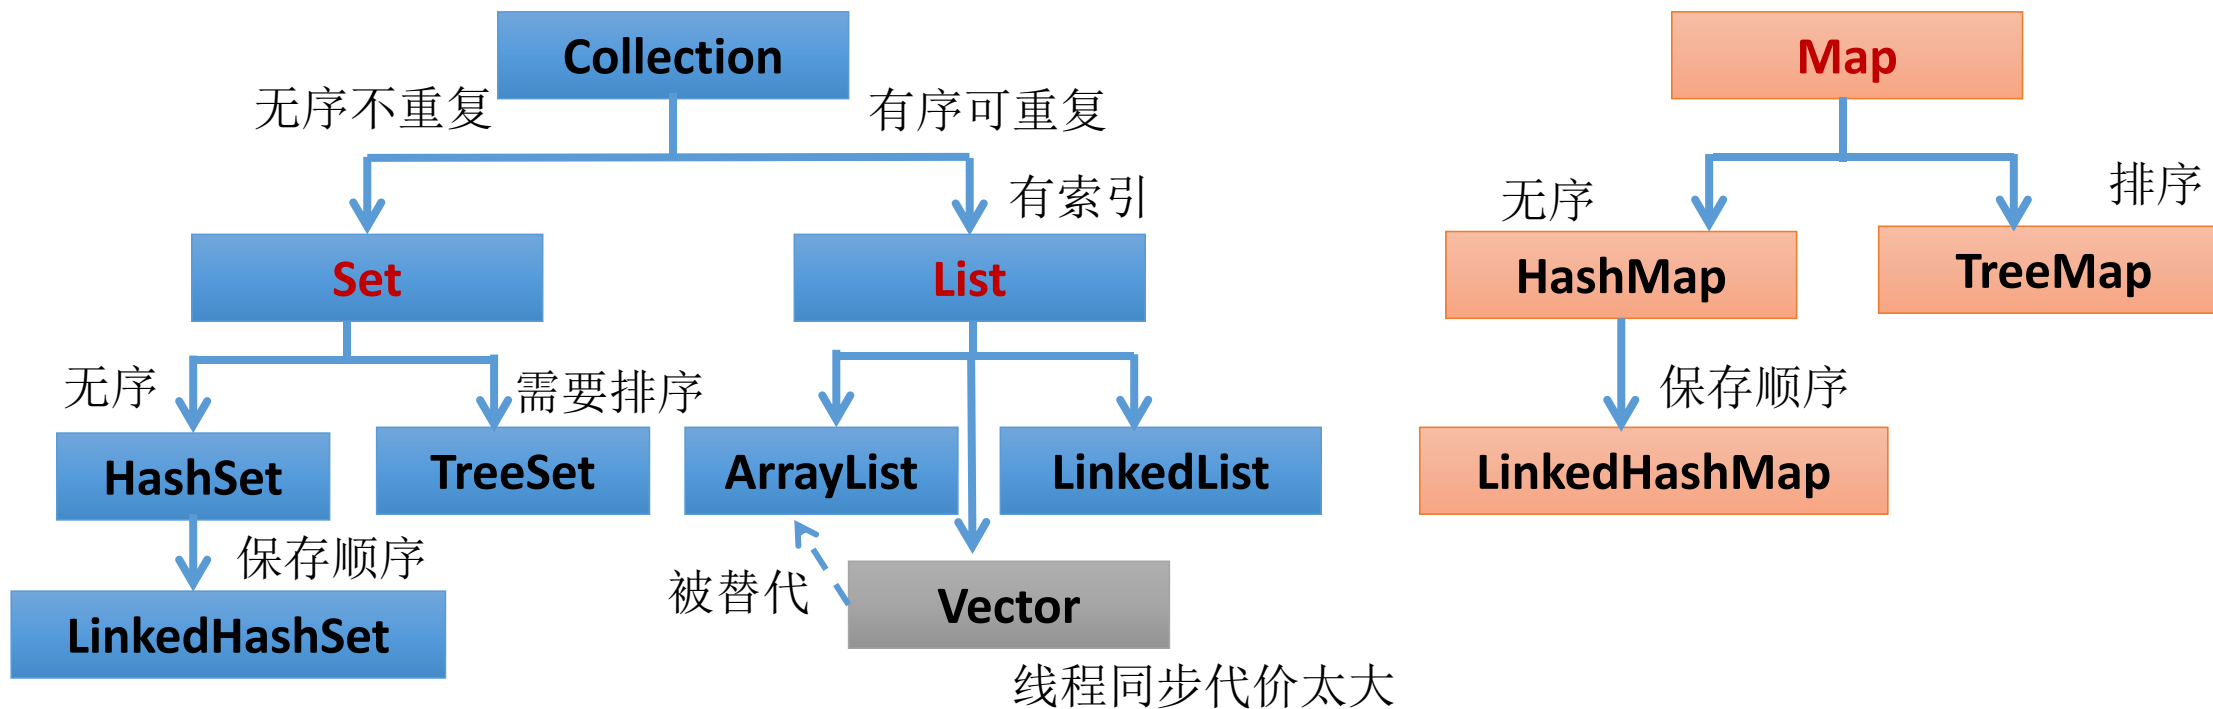 Collection
Map
无序不重复
有序可重复
有索引
无序
排序
Set
List
HashMap
TreeMap
无序
需要排序
保存顺序
HashSet
TreeSet
ArrayList
LinkedList
LinkedHashMap
保存顺序
被替代
Vector
LinkedHashSet
线程同步代价太大